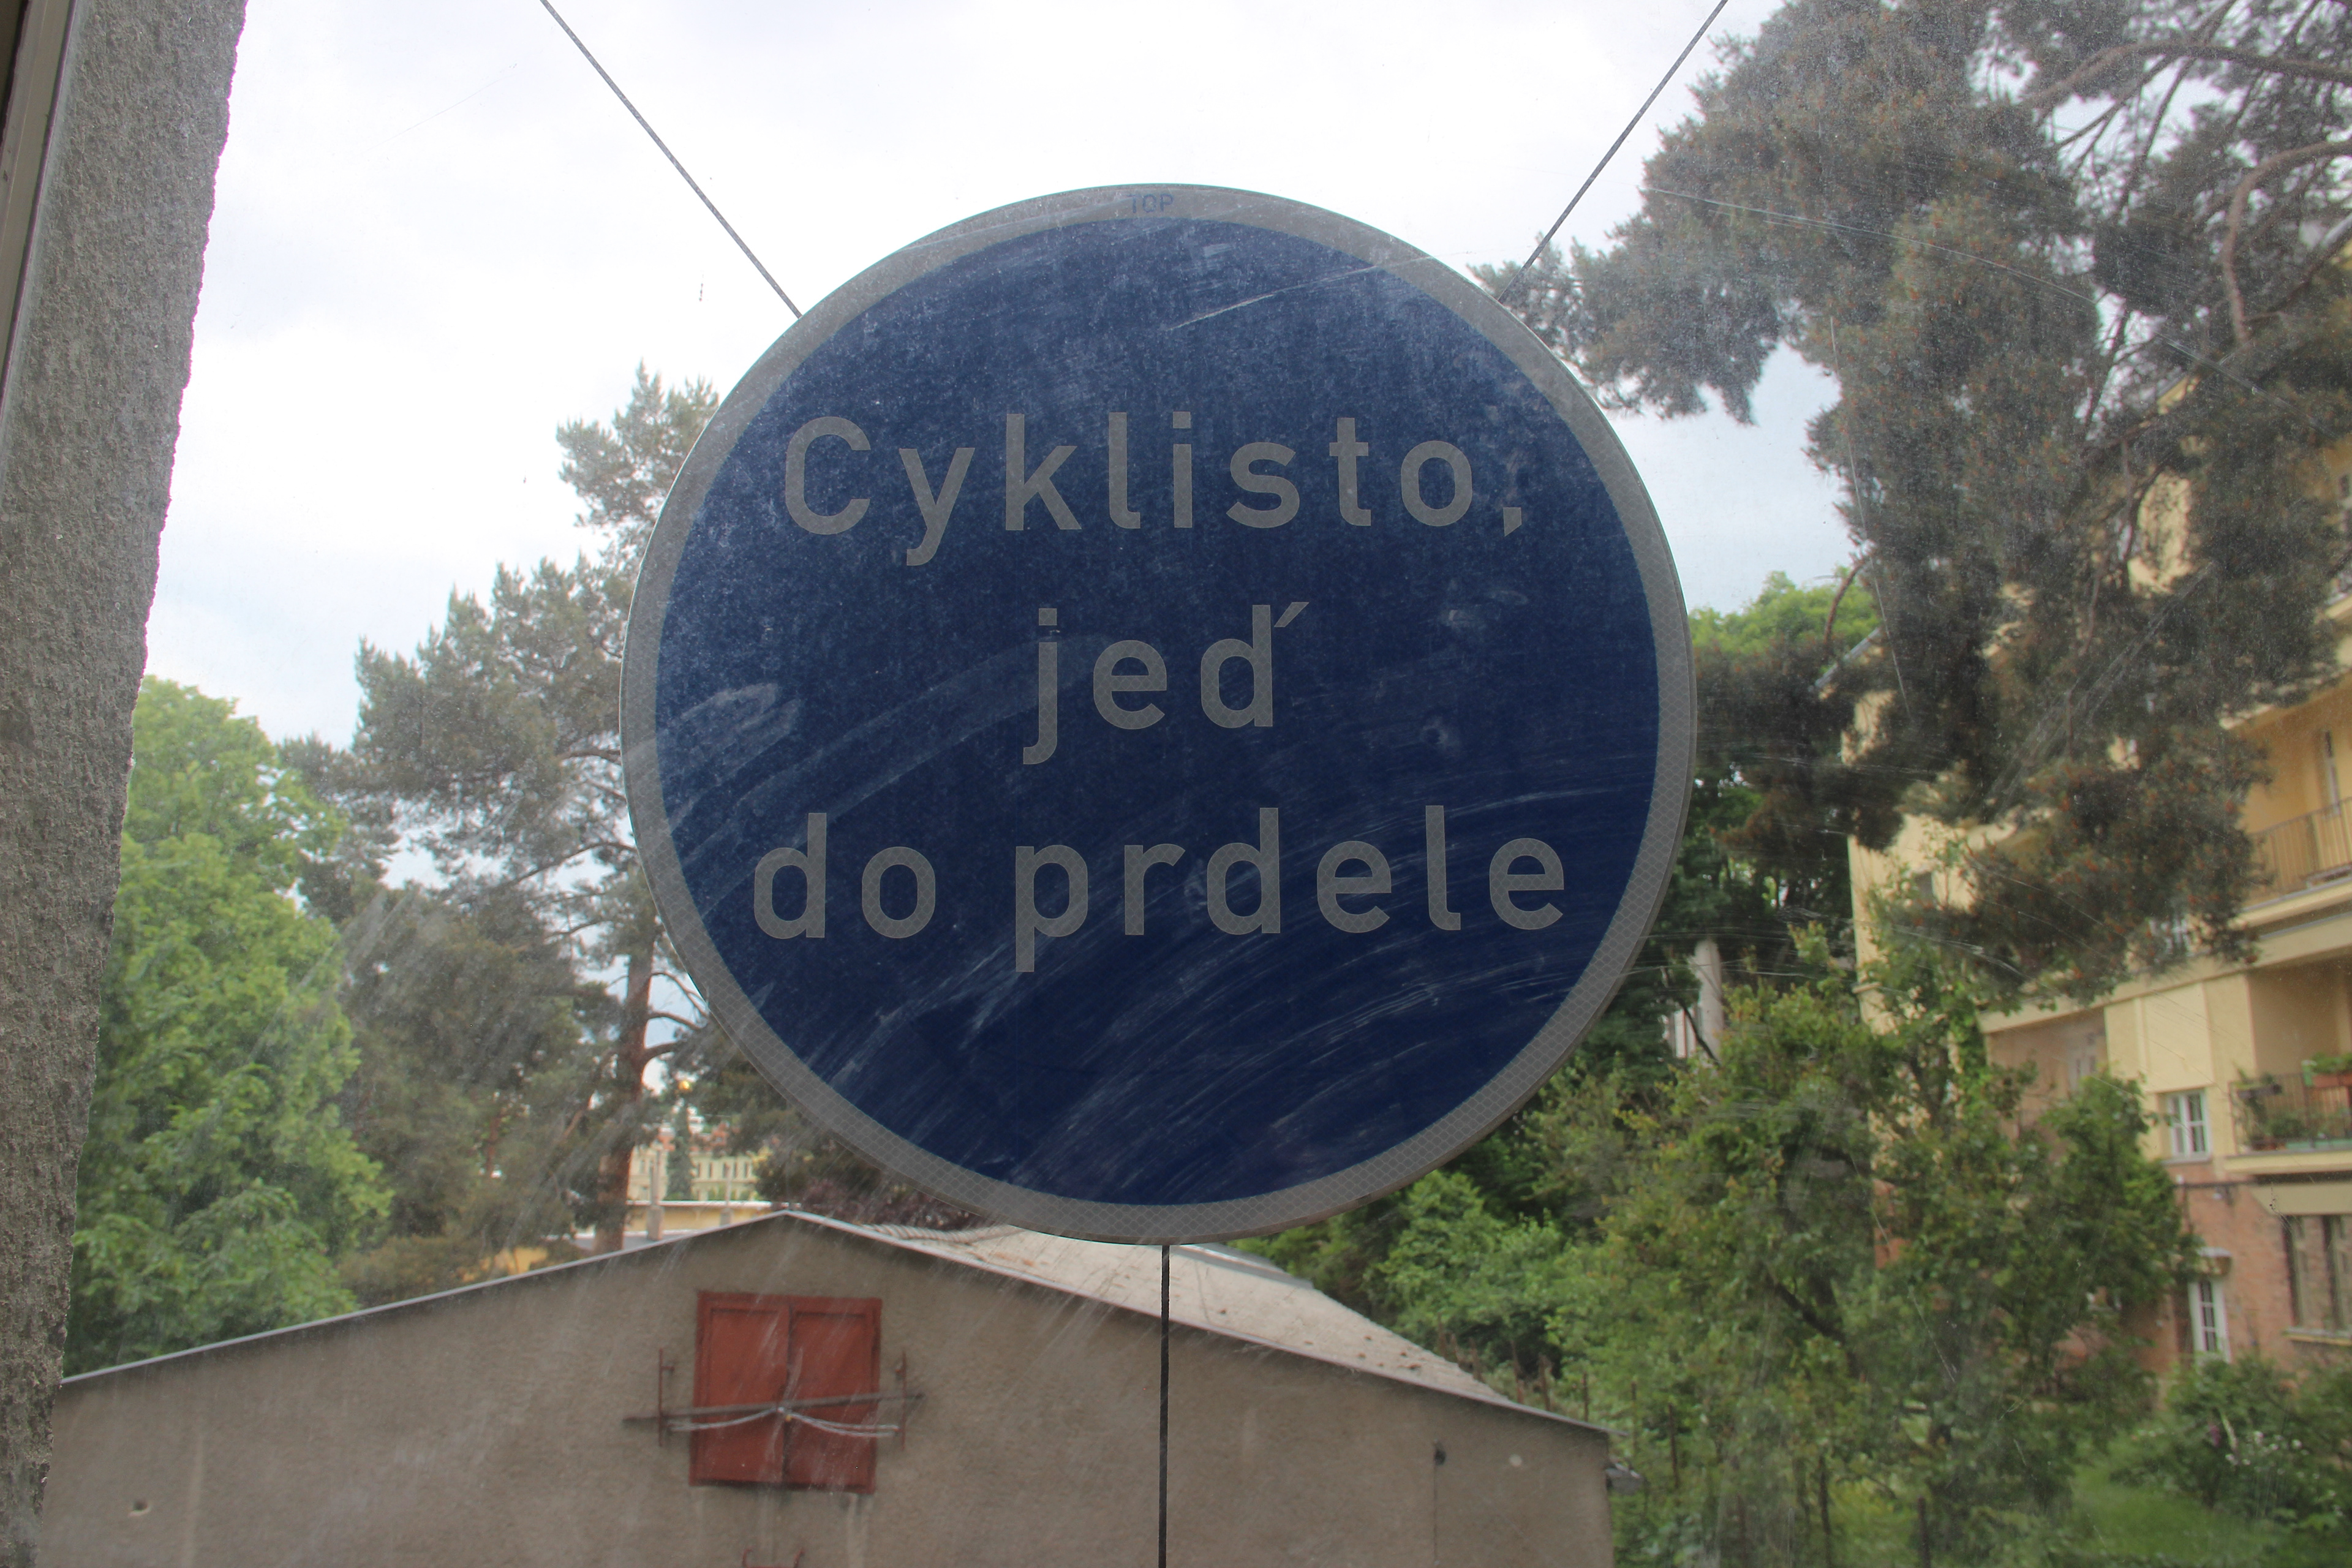 TOP
Cyklisto,
jeď
do prdele